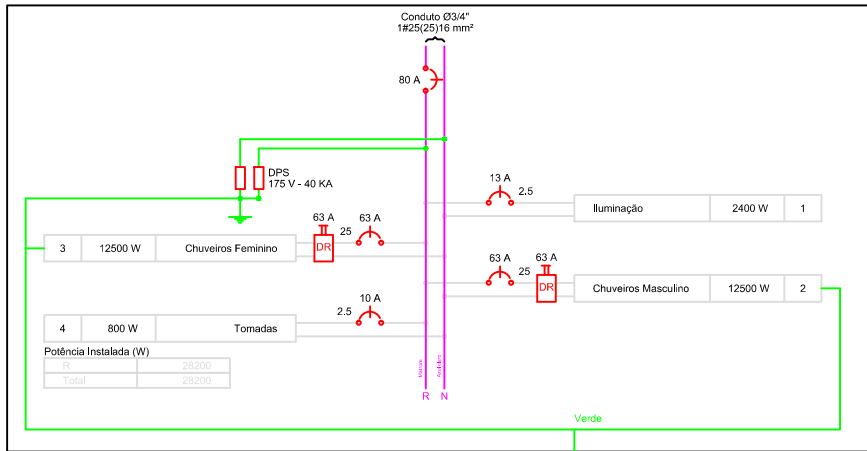 Conduto Ø3/4"
1#25(25)16 mm²
80 A
DPS
175 V - 40 KA
13 A
2.5
Iluminação 2400 W 1
63 A 63 A
25
DR
3 12500 W Chuveiros Feminino
63 A 63 A
25
DR
Chuveiros Masculino 12500 W 2
10 A
2.5
4 800 W Tomadas
Potência Instalada (W)
R 28200
Total 28200
R N
Verde